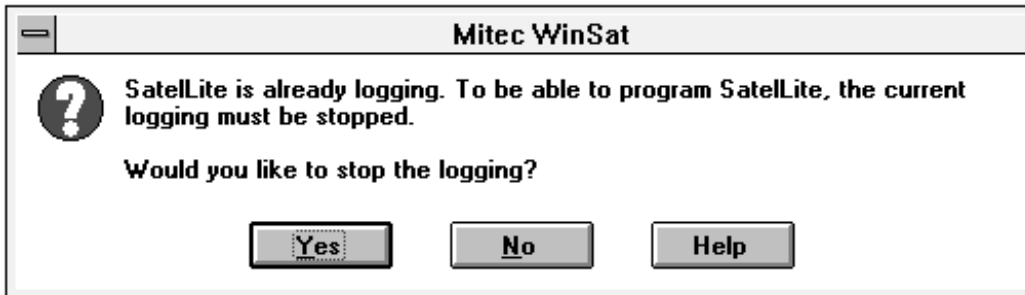 Mitec WinSat
SatelLite is already logging. To be able to program SatelLite, the current
logging must be stopped.
Would you like to stop the logging?
Yes No Help